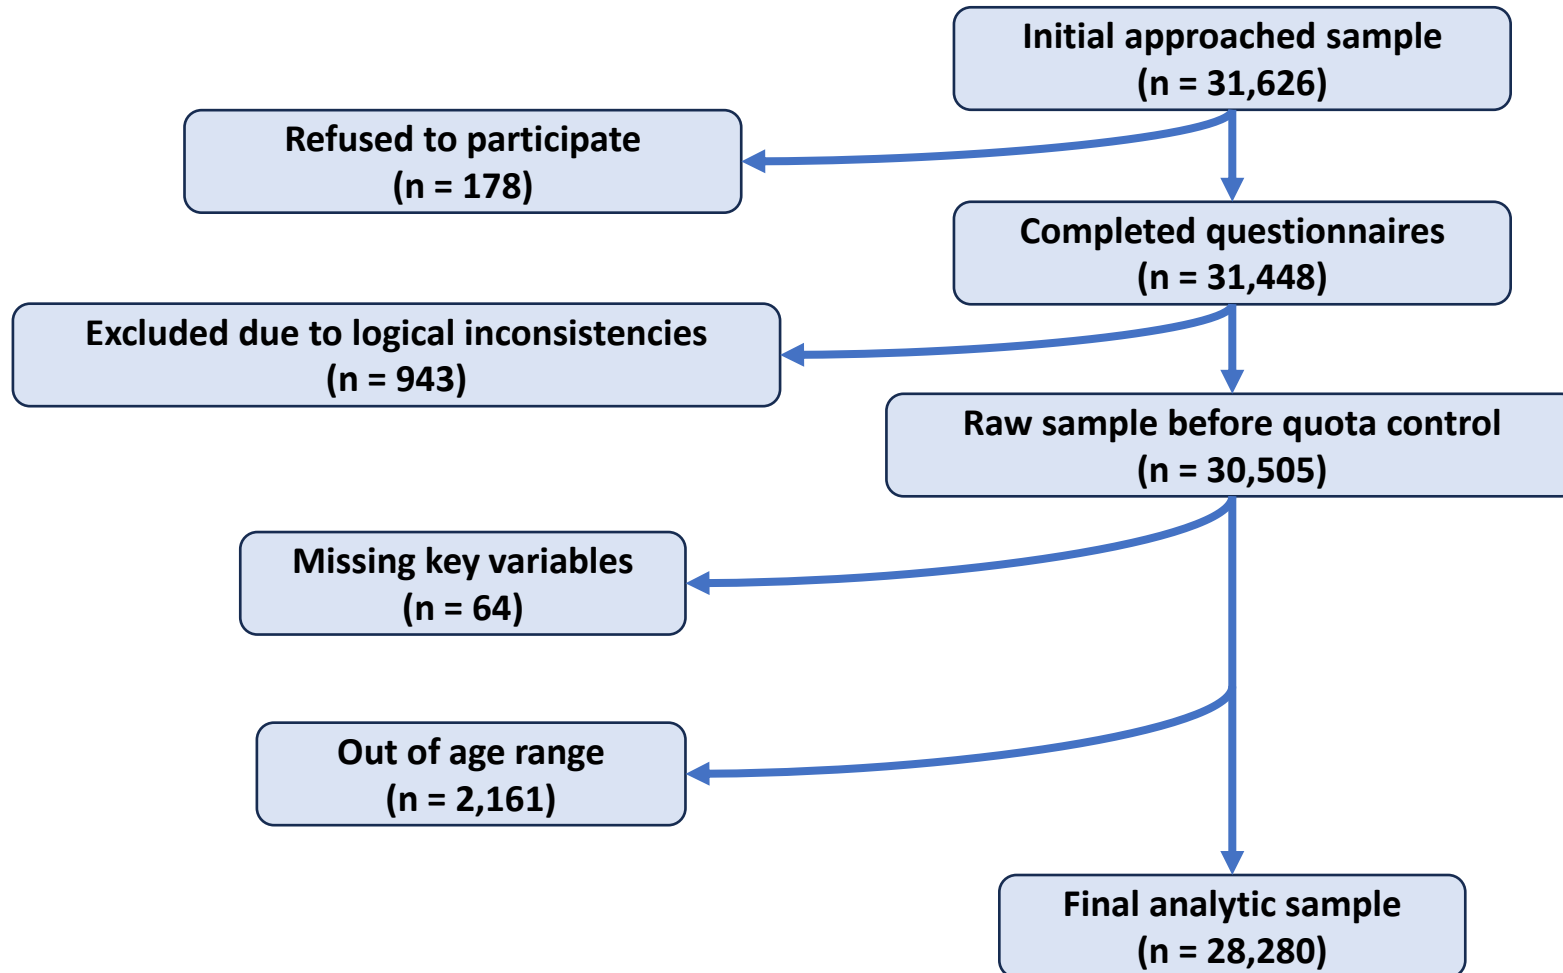 Initial approached sample
(n = 31,626)
Refused to participate
(n = 178)
Completed questionnaires
(n = 31,448)
Excluded due to logical inconsistencies
(n = 943)
Raw sample before quota control
(n = 30,505)
Missing key variables
(n = 64)
Out of age range
(n = 2,161)
Final analytic sample
(n = 28,280)